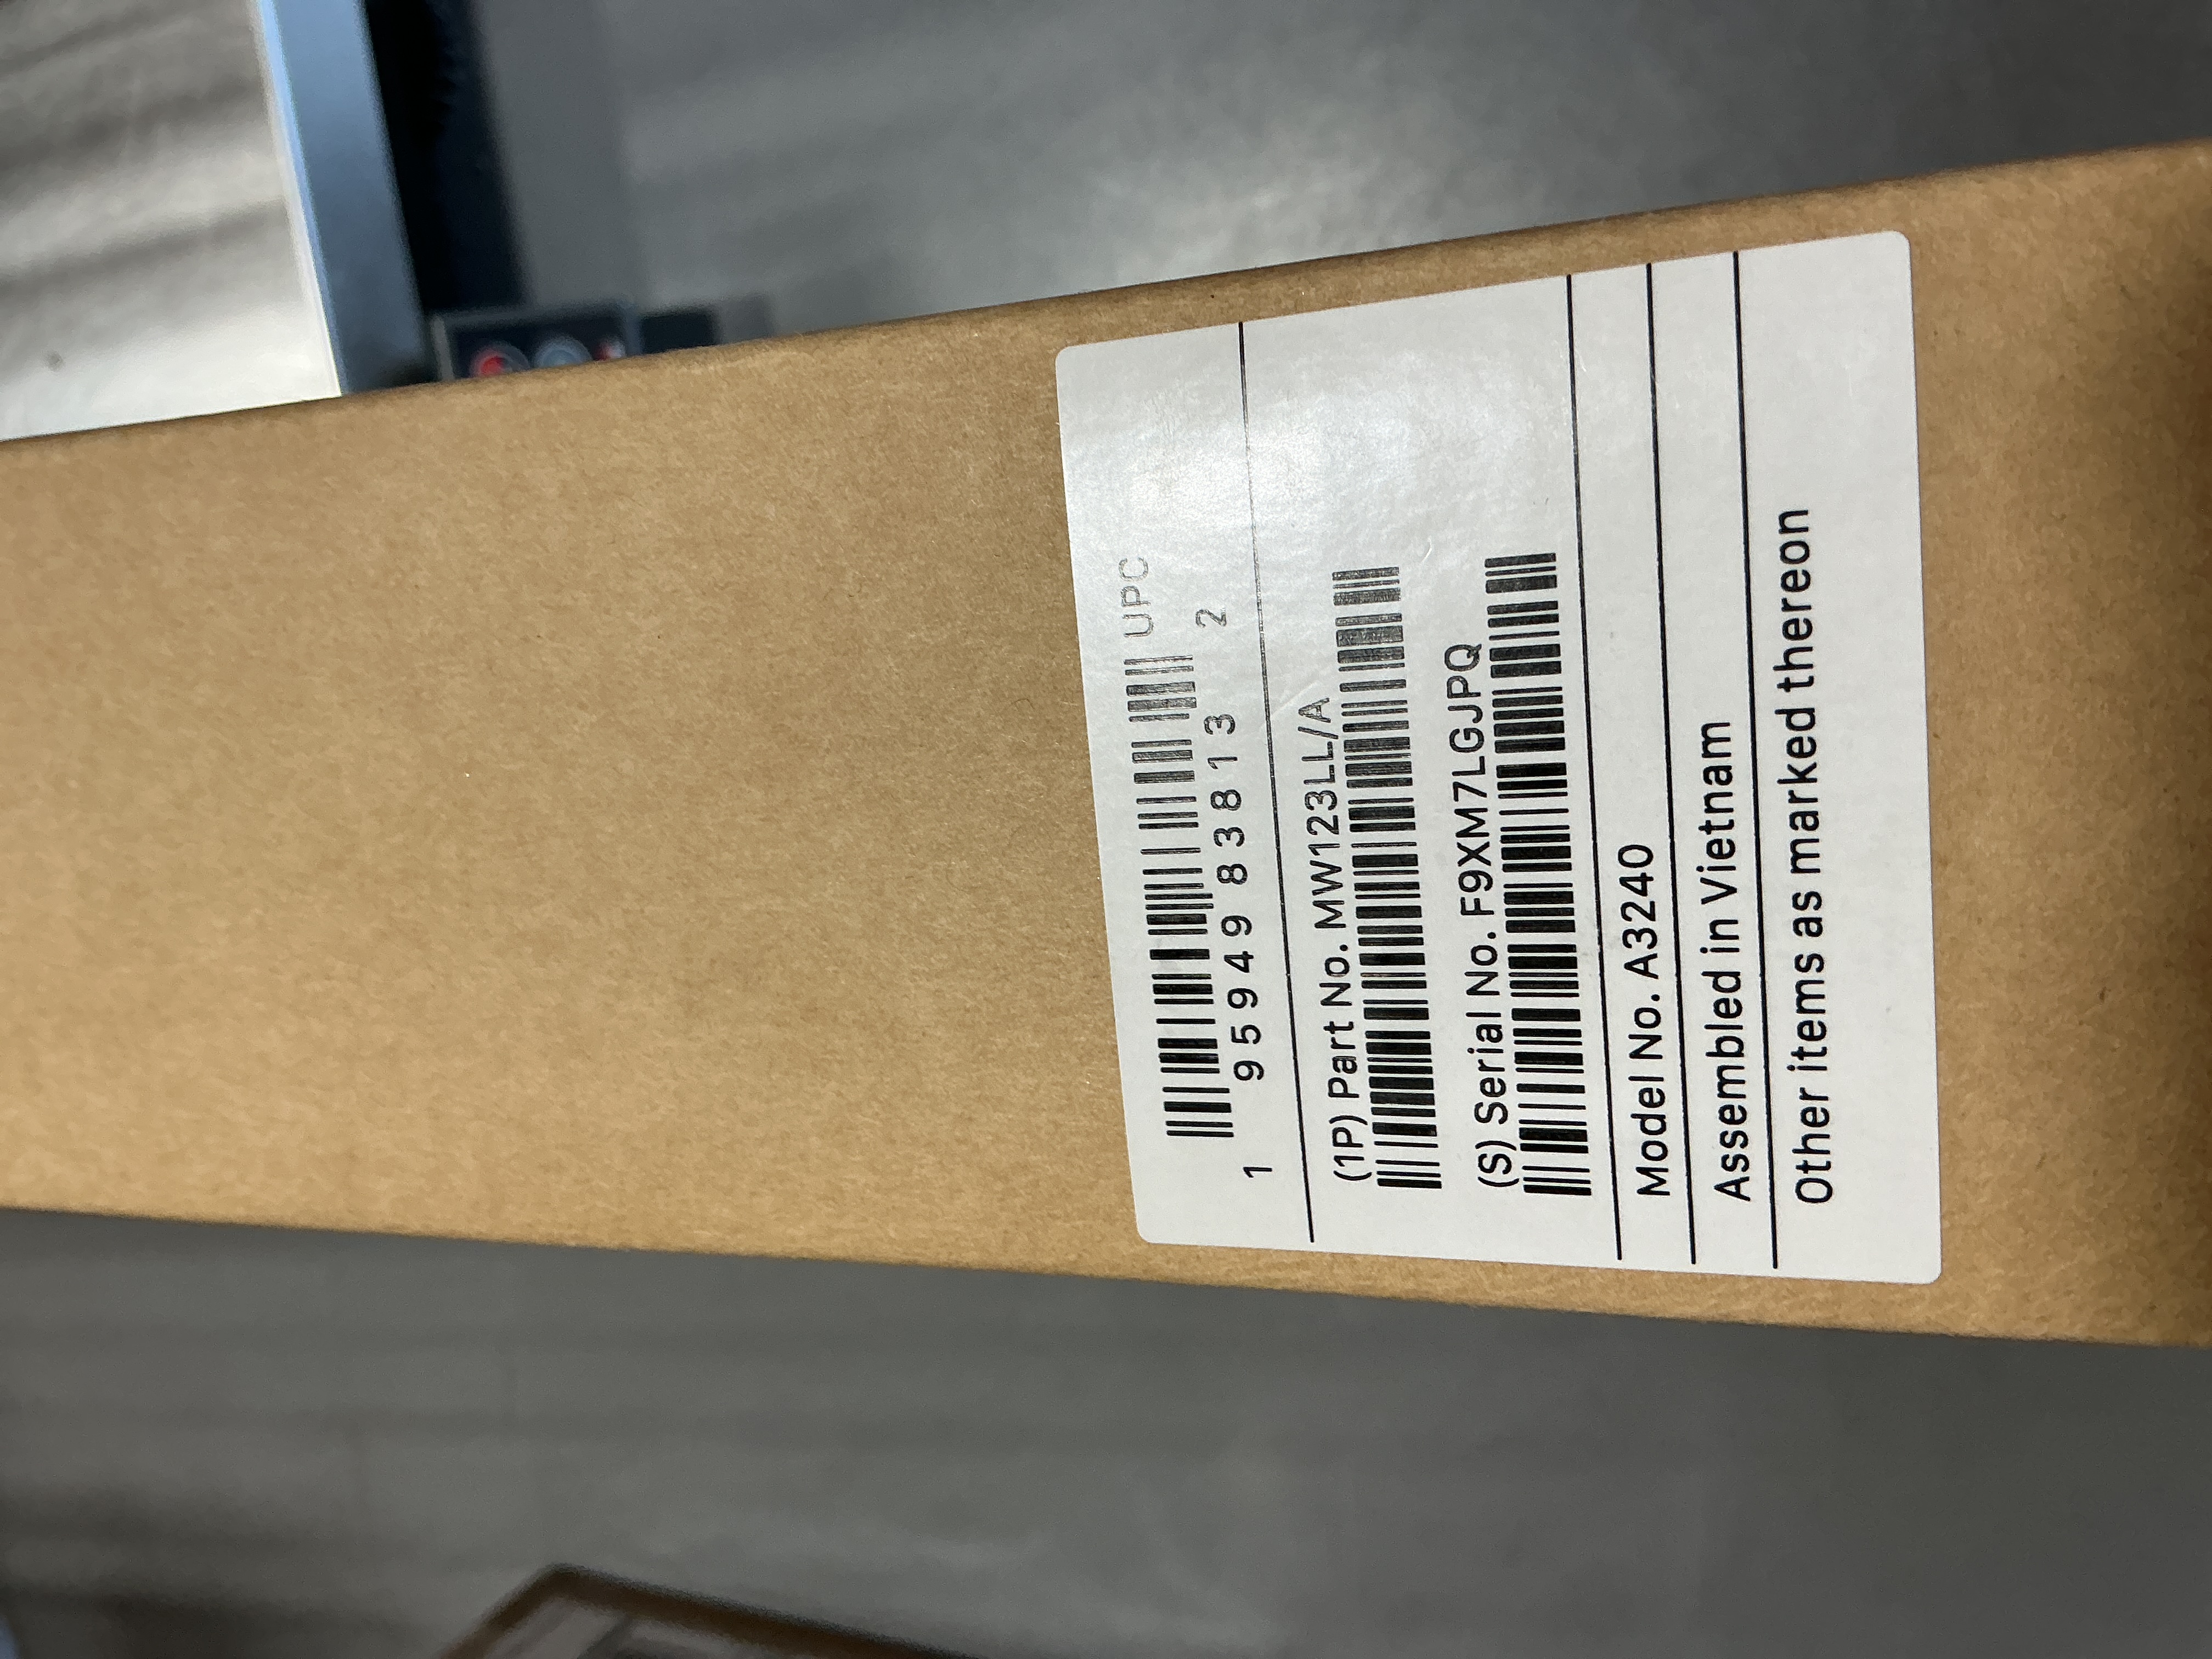 UPC
1 95949 83813 2
(1P) Part No. MW123LL/A
(S) Serial No. F9XM7LGJPQ
Model No. A3240
Assembled in Vietnam
Other items as marked thereon